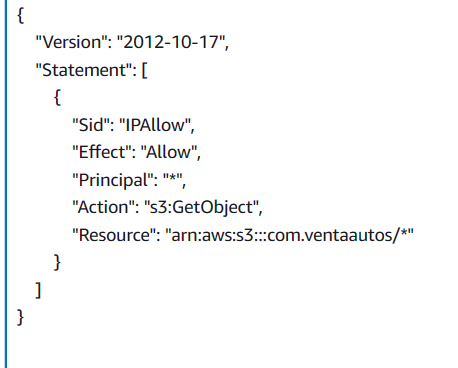 {
"Version": "2012-10-17",
"Statement": [
{
"Sid": "IPAllow",
"Effect": "Allow",
"Principal": "*",
"Action": "s3:GetObject",
"Resource": "arn:aws:s3:::com.ventaautos/*"
}
]
}